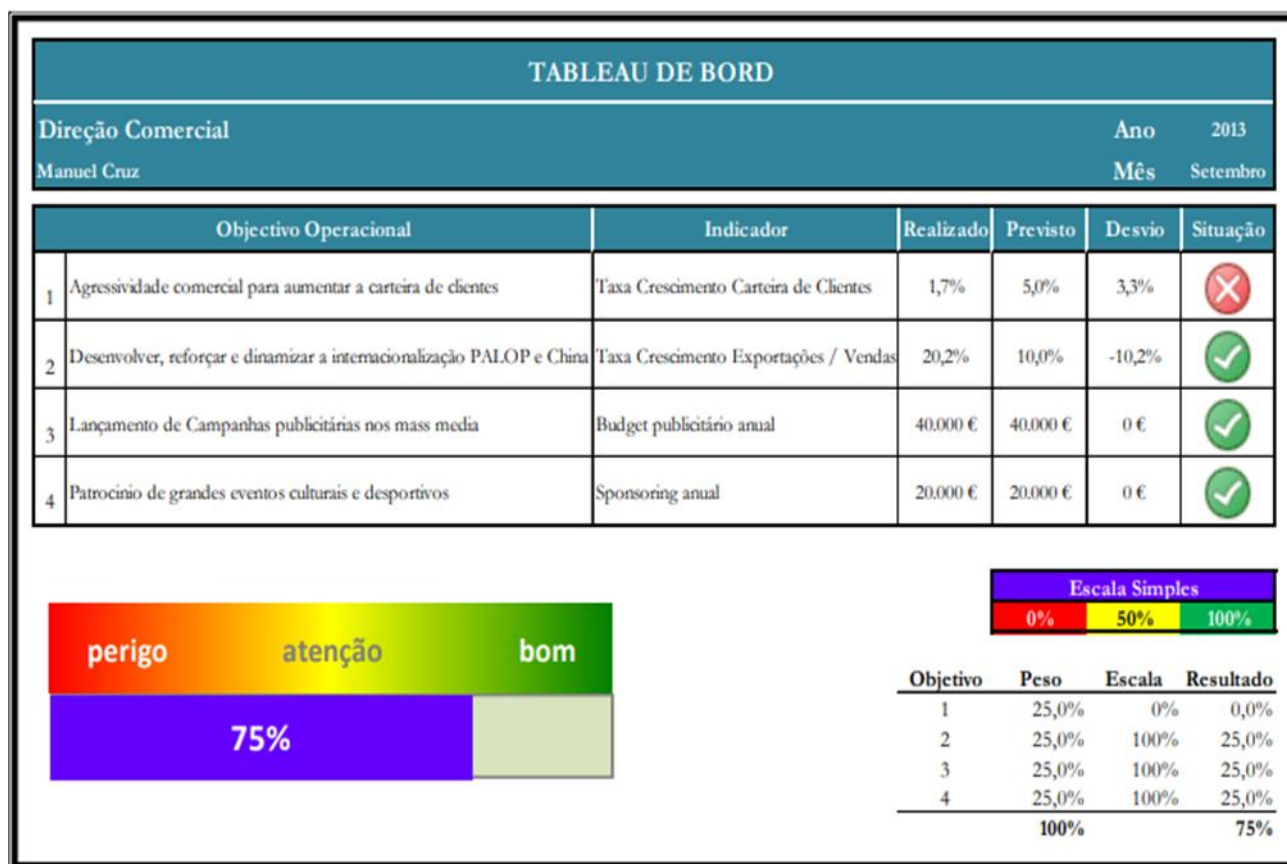 TABLEAU DE BORD
Direção Comercial Ano 2013
Manuel Cruz Mês Setembro
Objectivo Operacional Indicador Realizado Previsto Desvio Situação
1 Agressividade comercial para aumentar a carteira de clientes Taxa Crescimento Carteira de Clientes 1,7% 5,0% 3,3%
2 Desenvolver, reforçar e dinamizar a internacionalização PALOP e China Taxa Crescimento Exportações / Vendas 20,2% 10,0% -10,2%
3 Lançamento de Campanhas publicitárias nos mass media Budget publicitário anual 40.000 € 40.000 € 0 €
4 Patrocinio de grandes eventos culturais e desportivos Sponsoring anual 20.000 € 20.000 € 0 €
Escala Simples
0% 50% 100%
perigo atenção bom
75%
Objetivo Peso Escala Resultado
1 25,0% 0% 0,0%
2 25,0% 100% 25,0%
3 25,0% 100% 25,0%
4 25,0% 100% 25,0%
100% 75%